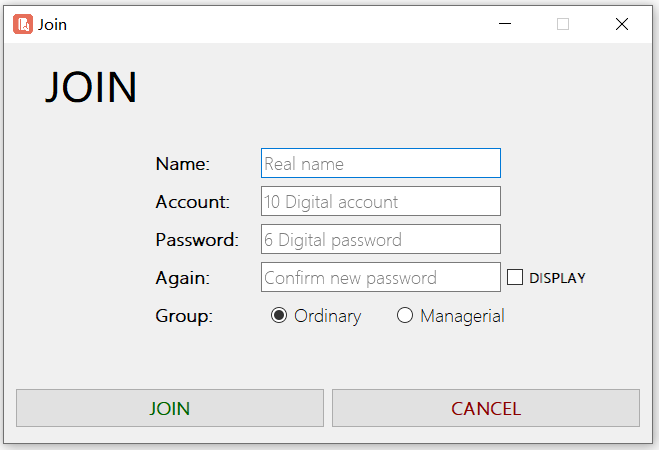 Join
JOIN
Name: Real name
Account: 10 Digital account
Password: 6 Digital password
Again: Confirm new password DISPLAY
Group: Ordinary Managerial
JOIN CANCEL